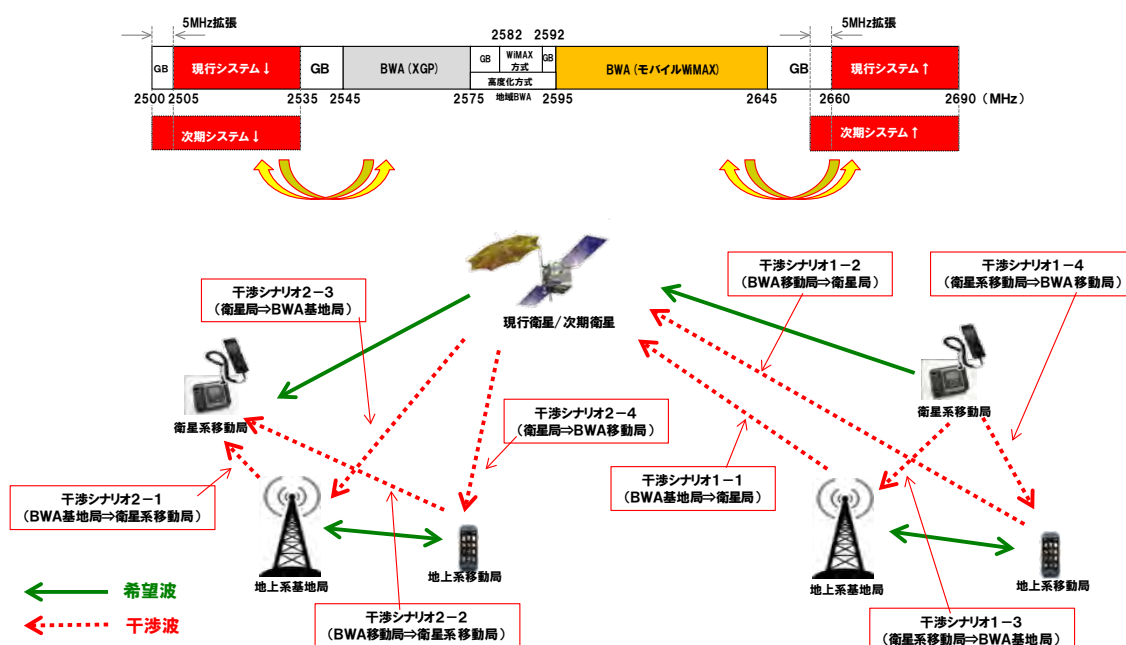 5MHz拡張
2582
2592
5MHz拡張
GB
現行システム↓
GB
BWA(XGP)
GB
WiMAX
方式
GB
高度化方式
BWA(モバイルWiMAX)
GB
現行システム↑
2500
2505
2535
2545
2575
地域BWA
2595
2645
2660
2690
(MHz)
次期システム↓
次期システム↑
干渉シナリオ2-3
(衛星局⇒BWA基地局)
干渉シナリオ1-2
(BWA移動局⇒衛星局)
干渉シナリオ1-4
(衛星系移動局⇒BWA移動局)
現行衛星/次期衛星
衛星系移動局
衛星系移動局
干渉シナリオ2-4
(衛星局⇒BWA移動局)
干渉シナリオ2-1
(BWA基地局⇒衛星系移動局)
干渉シナリオ1-1
(BWA基地局⇒衛星局)
地上系基地局
地上系移動局
地上系基地局
地上系移動局
希望波
干渉波
干渉シナリオ2-2
(BWA移動局⇒衛星系移動局)
干渉シナリオ1-3
(衛星系移動局⇒BWA基地局)